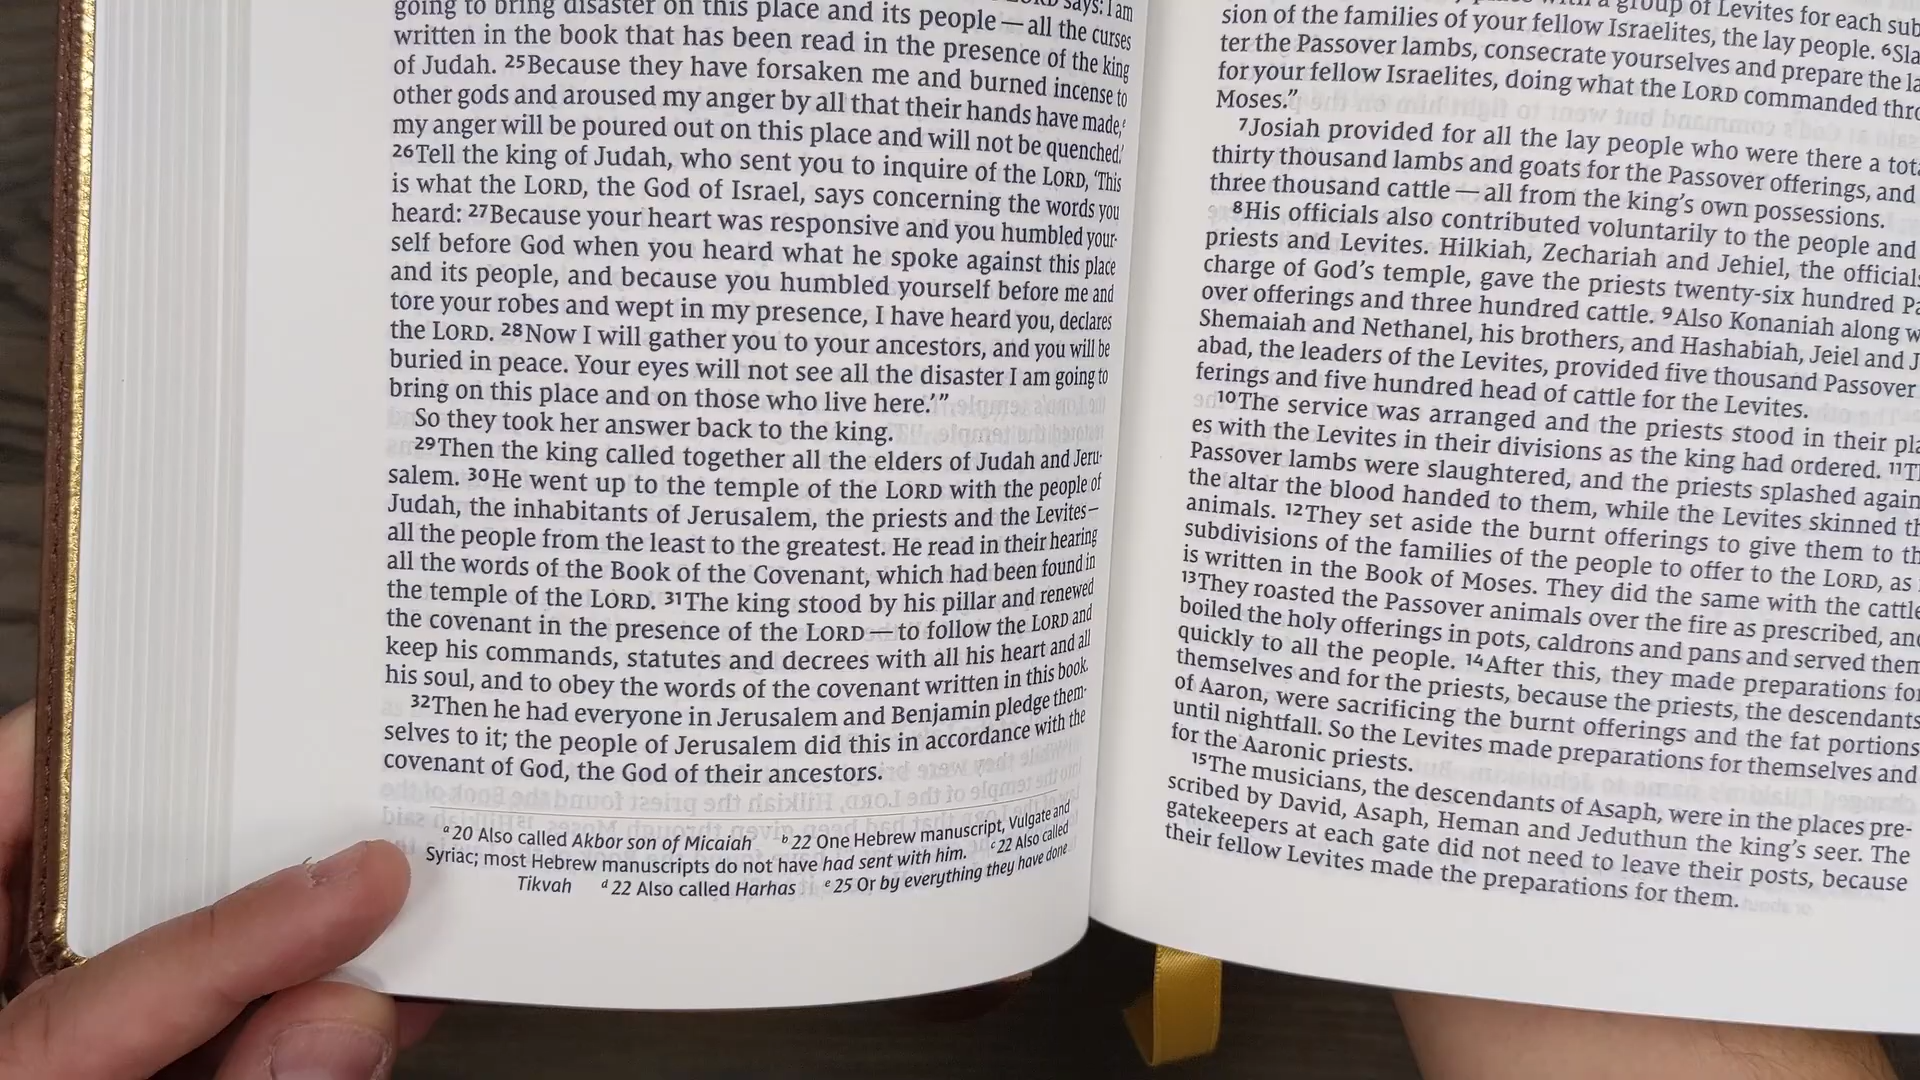 says: I am
going to bring disaster on this place and its people — all the curses
written in the book that has been read in the presence of the king
of Judah. 25Because they have forsaken me and burned incense to
other gods and aroused my anger by all that their hands have made,e
my anger will be poured out on this place and will not be quenched.'
26Tell the king of Judah, who sent you to inquire of the LORD, 'This
is what the LORD, the God of Israel, says concerning the words you
heard: 27Because your heart was responsive and you humbled your-
self before God when you heard what he spoke against this place
and its people, and because you humbled yourself before me and
tore your robes and wept in my presence, I have heard you, declares
the LORD. 28Now I will gather you to your ancestors, and you will be
buried in peace. Your eyes will not see all the disaster I am going to
bring on this place and on those who live here.'"
So they took her answer back to the king.
29Then the king called together all the elders of Judah and Jeru-
salem. 30He went up to the temple of the LORD with the people of
Judah, the inhabitants of Jerusalem, the priests and the Levites —
all the people from the least to the greatest. He read in their hearing
all the words of the Book of the Covenant, which had been found in
the temple of the LORD. 31The king stood by his pillar and renewed
the covenant in the presence of the LORD — to follow the LORD and
keep his commands, statutes and decrees with all his heart and all
his soul, and to obey the words of the covenant written in this book.
32Then he had everyone in Jerusalem and Benjamin pledge them-
selves to it; the people of Jerusalem did this in accordance with the
covenant of God, the God of their ancestors.
a 20 Also called Akbor son of Micaiah b 22 One Hebrew manuscript, Vulgate and
Syriac; most Hebrew manuscripts do not have had sent with him. c 22 Also called
Tikvah d 22 Also called Harhas e 25 Or by everything they have done
a group of Levites for each sub
sion of the families of your fellow Israelites, the lay people. 6Sla
ter the Passover lambs, consecrate yourselves and prepare the la
for your fellow Israelites, doing what the LORD commanded thro
Moses."
7Josiah provided for all the lay people who were there a tota
thirty thousand lambs and goats for the Passover offerings, and
three thousand cattle — all from the king's own possessions.
8His officials also contributed voluntarily to the people and
priests and Levites. Hilkiah, Zechariah and Jehiel, the officials
charge of God's temple, gave the priests twenty-six hundred Pa
over offerings and three hundred cattle. 9Also Konaniah along w
Shemaiah and Nethanel, his brothers, and Hashabiah, Jeiel and J
abad, the leaders of the Levites, provided five thousand Passover
ferings and five hundred head of cattle for the Levites.
10The service was arranged and the priests stood in their pla
es with the Levites in their divisions as the king had ordered. 11T
Passover lambs were slaughtered, and the priests splashed again
the altar the blood handed to them, while the Levites skinned th
animals. 12They set aside the burnt offerings to give them to th
subdivisions of the families of the people to offer to the LORD, as
is written in the Book of Moses. They did the same with the cattle
13They roasted the Passover animals over the fire as prescribed, and
boiled the holy offerings in pots, caldrons and pans and served them
quickly to all the people. 14After this, they made preparations for
themselves and for the priests, because the priests, the descendants
of Aaron, were sacrificing the burnt offerings and the fat portions
until nightfall. So the Levites made preparations for themselves and
for the Aaronic priests.
15The musicians, the descendants of Asaph, were in the places pre-
scribed by David, Asaph, Heman and Jeduthun the king's seer. The
gatekeepers at each gate did not need to leave their posts, because
their fellow Levites made the preparations for them.